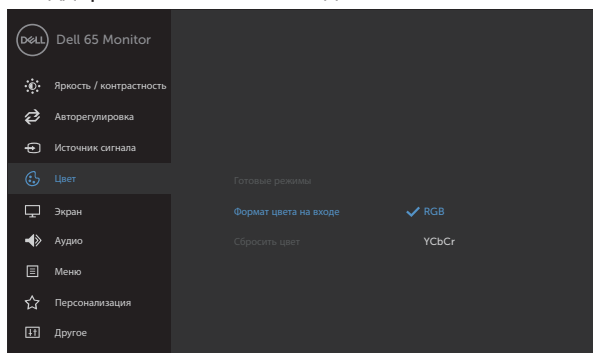 DELL Dell 65 Monitor
Яркость / контрастность
Авторегулировка
Источник сигнала
Цвет
Готовые режимы
Формат цвета на входе RGB
Экран
Сбросить цвет YCbCr
Аудио
Меню
Персонализация
Другое